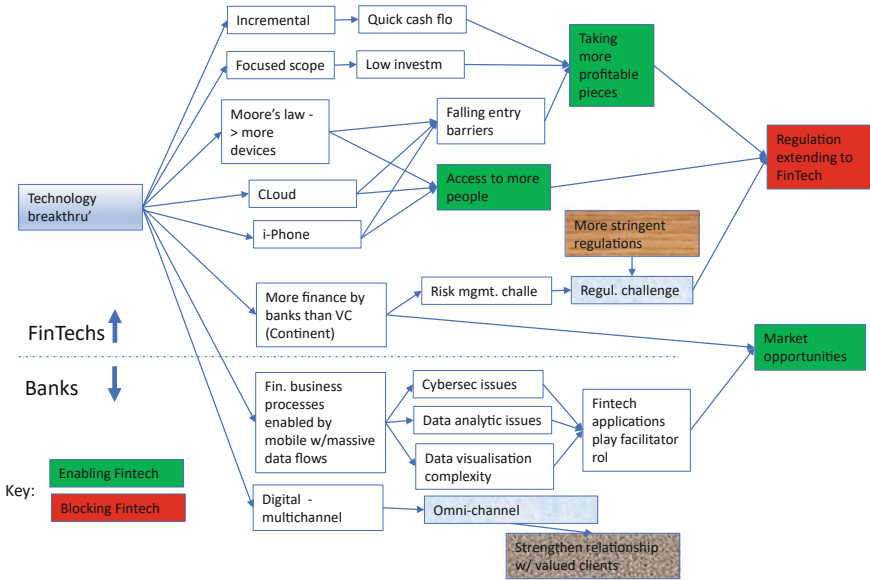 Incremental
Quick cash flo
Taking
more
profitable
pieces
Focused scope
Low investm
Moore's law -
> more
devices
Falling entry
barriers
Regulation
extending to
FinTech
Technology
breakthru'
CLoud
Access to more
people
i-Phone
More stringent
regulations
More finance by
banks than VC
(Continent)
Risk mgmt. challe
Regul. challenge
FinTechs
Market
opportunities
Banks
Fin. business
processes
enabled by
mobile w/massive
data flows
Cybersec issues
Data analytic issues
Data visualisation
complexity
Fintech
applications
play facilitator
rol
Key:
Enabling Fintech
Blocking Fintech
Digital -
multichannel
Omni-channel
Strengthen relationship
w/ valued clients